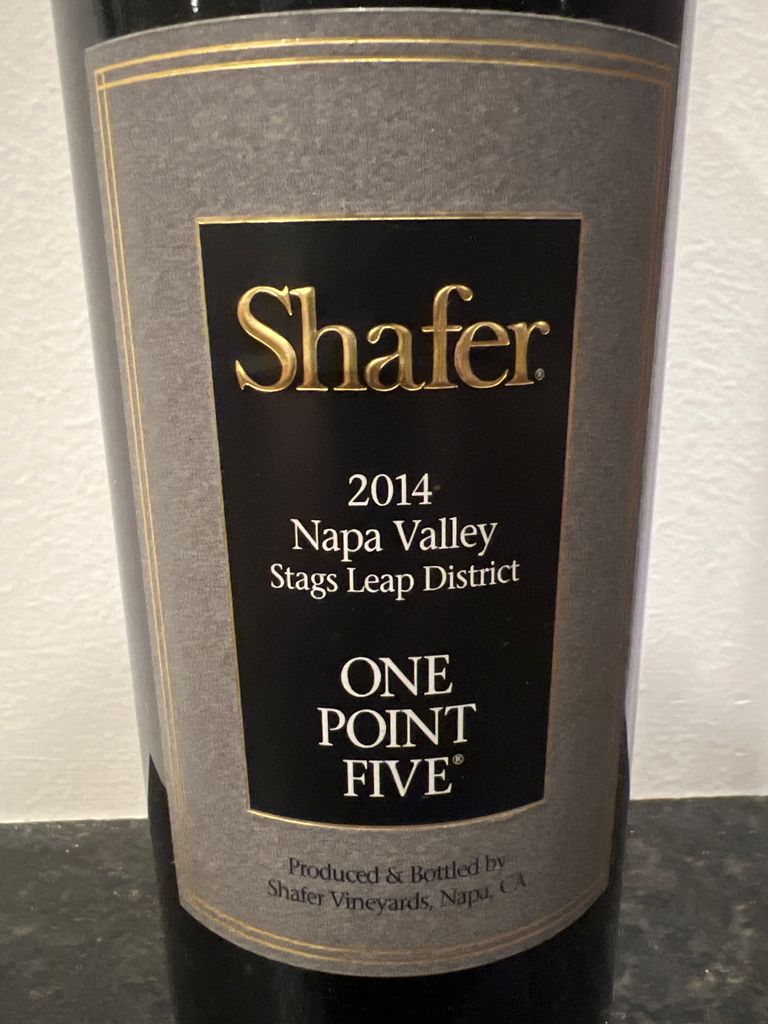 Shafer®
2014
Napa Valley
Stags Leap District
ONE
POINT
FIVE®
Produced & Bottled by
Shafer Vineyards, Napa, CA